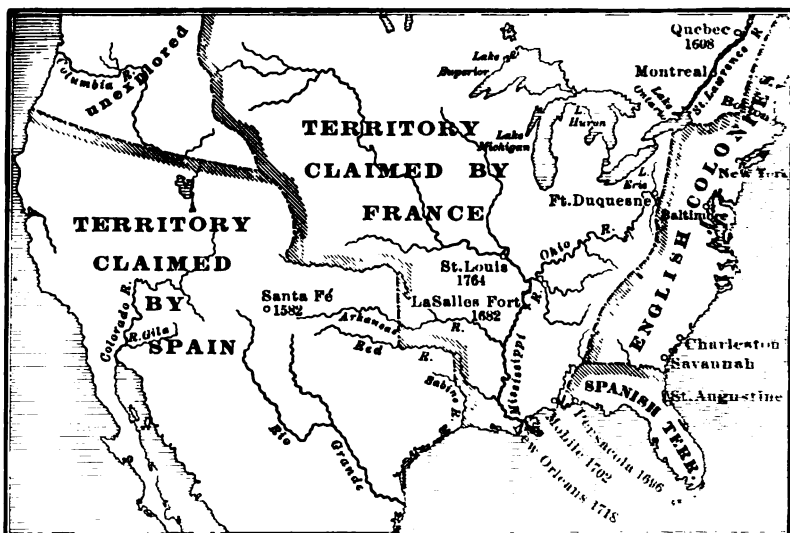 Quebec
1608
Montreal
St. Lawrence R.
Lake
Ontario
Lake
Superior
L.
Huron
Lake
Michigan
L.
Erie
Columbia R.
unexplored
TERRITORY
CLAIMED BY
FRANCE
TERRITORY
CLAIMED
BY
SPAIN
ENGLISH COLONIES
New York
Ft. Duquesne
Ohio R.
St. Louis
1764
LaSalles Fort
1682
Santa Fé
1582
Arkansas R.
Red R.
Colorado R.
R. Gila
Sabine R.
Mississippi R.
Rio Grande
Charleston
Savannah
SPANISH TERR.
St. Augustine
Pensacola 1696
Mobile 1702
New Orleans 1718